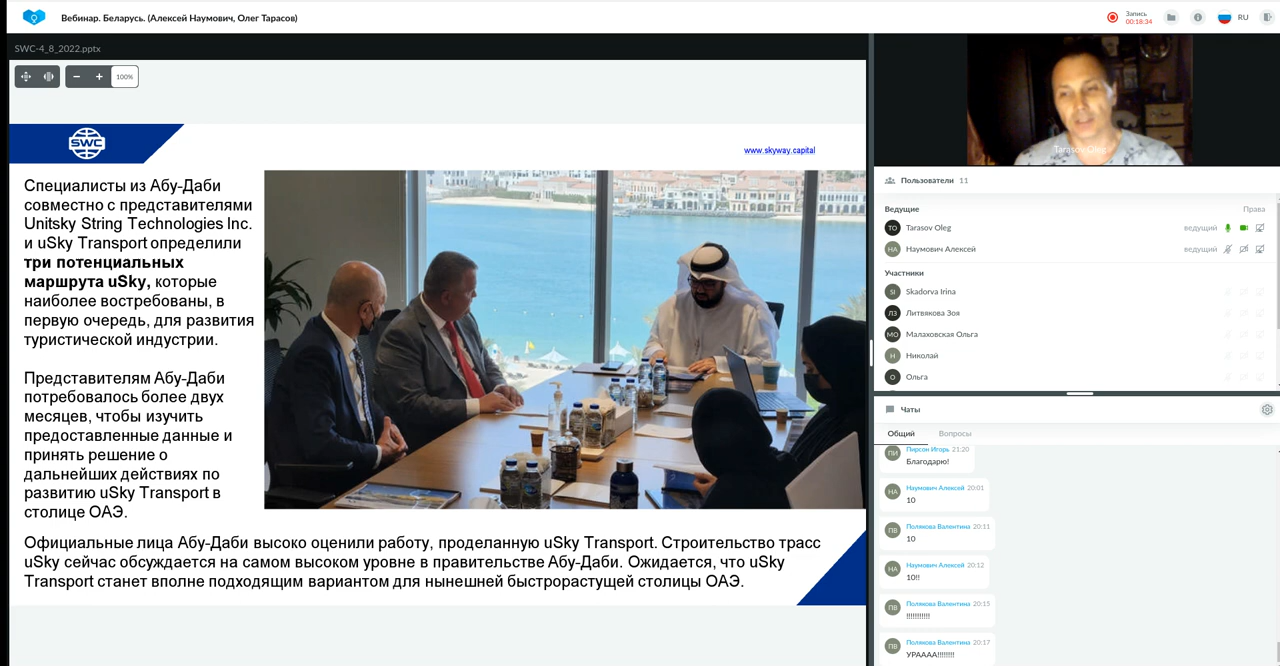 Вебинар. Беларусь. (Алексей Наумович, Олег Тарасов)
Запись
00:18:34
RU
SWC-4_8_2022.pptx
100%
SWC
www.skyway.capital
Специалисты из Абу-Даби
совместно с представителями
Unitsky String Technologies Inc.
и uSky Transport определили
три потенциальных
маршрута uSky, которые
наиболее востребованы, в
первую очередь, для развития
туристической индустрии.
Представителям Абу-Даби
потребовалось более двух
месяцев, чтобы изучить
предоставленные данные и
принять решение о
дальнейших действиях по
развитию uSky Transport в
столице ОАЭ.
Официальные лица Абу-Даби высоко оценили работу, проделанную uSky Transport. Строительство трасс
uSky сейчас обсуждается на самом высоком уровне в правительстве Абу-Даби. Ожидается, что uSky
Transport станет вполне подходящим вариантом для нынешней быстрорастущей столицы ОАЭ.
Tarasov Oleg
Пользователи 11
Ведущие Права
TO Tarasov Oleg ведущий
НА Наумович Алексей ведущий
Участники
SI Skadorva Irina
ЛЗ Литвякова Зоя
МО Малаховская Ольга
Н Николай
О Ольга
Чаты
Общий Вопросы
ПИ Пирсон Игорь 21:20
Благодарю!
НА Наумович Алексей 20:01
10
ПВ Полякова Валентина 20:11
10
НА Наумович Алексей 20:12
10!!
ПВ Полякова Валентина 20:15
!!!!!!!!!!!
ПВ Полякова Валентина 20:17
УРАААА!!!!!!!!